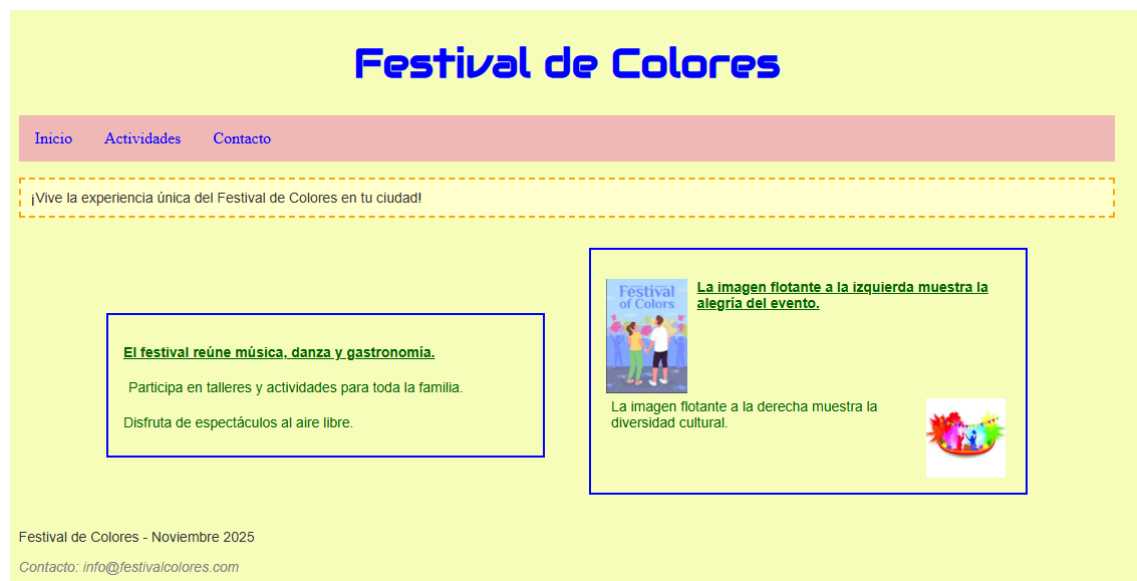 Festival de Colores
Inicio Actividades Contacto
¡Vive la experiencia única del Festival de Colores en tu ciudad!
El festival reúne música, danza y gastronomía.
Participa en talleres y actividades para toda la familia.
Disfruta de espectáculos al aire libre.
Festival
of Colors
La imagen flotante a la izquierda muestra la
alegría del evento.
La imagen flotante a la derecha muestra la
diversidad cultural.
Festival de Colores - Noviembre 2025
Contacto: info@festivalcolores.com